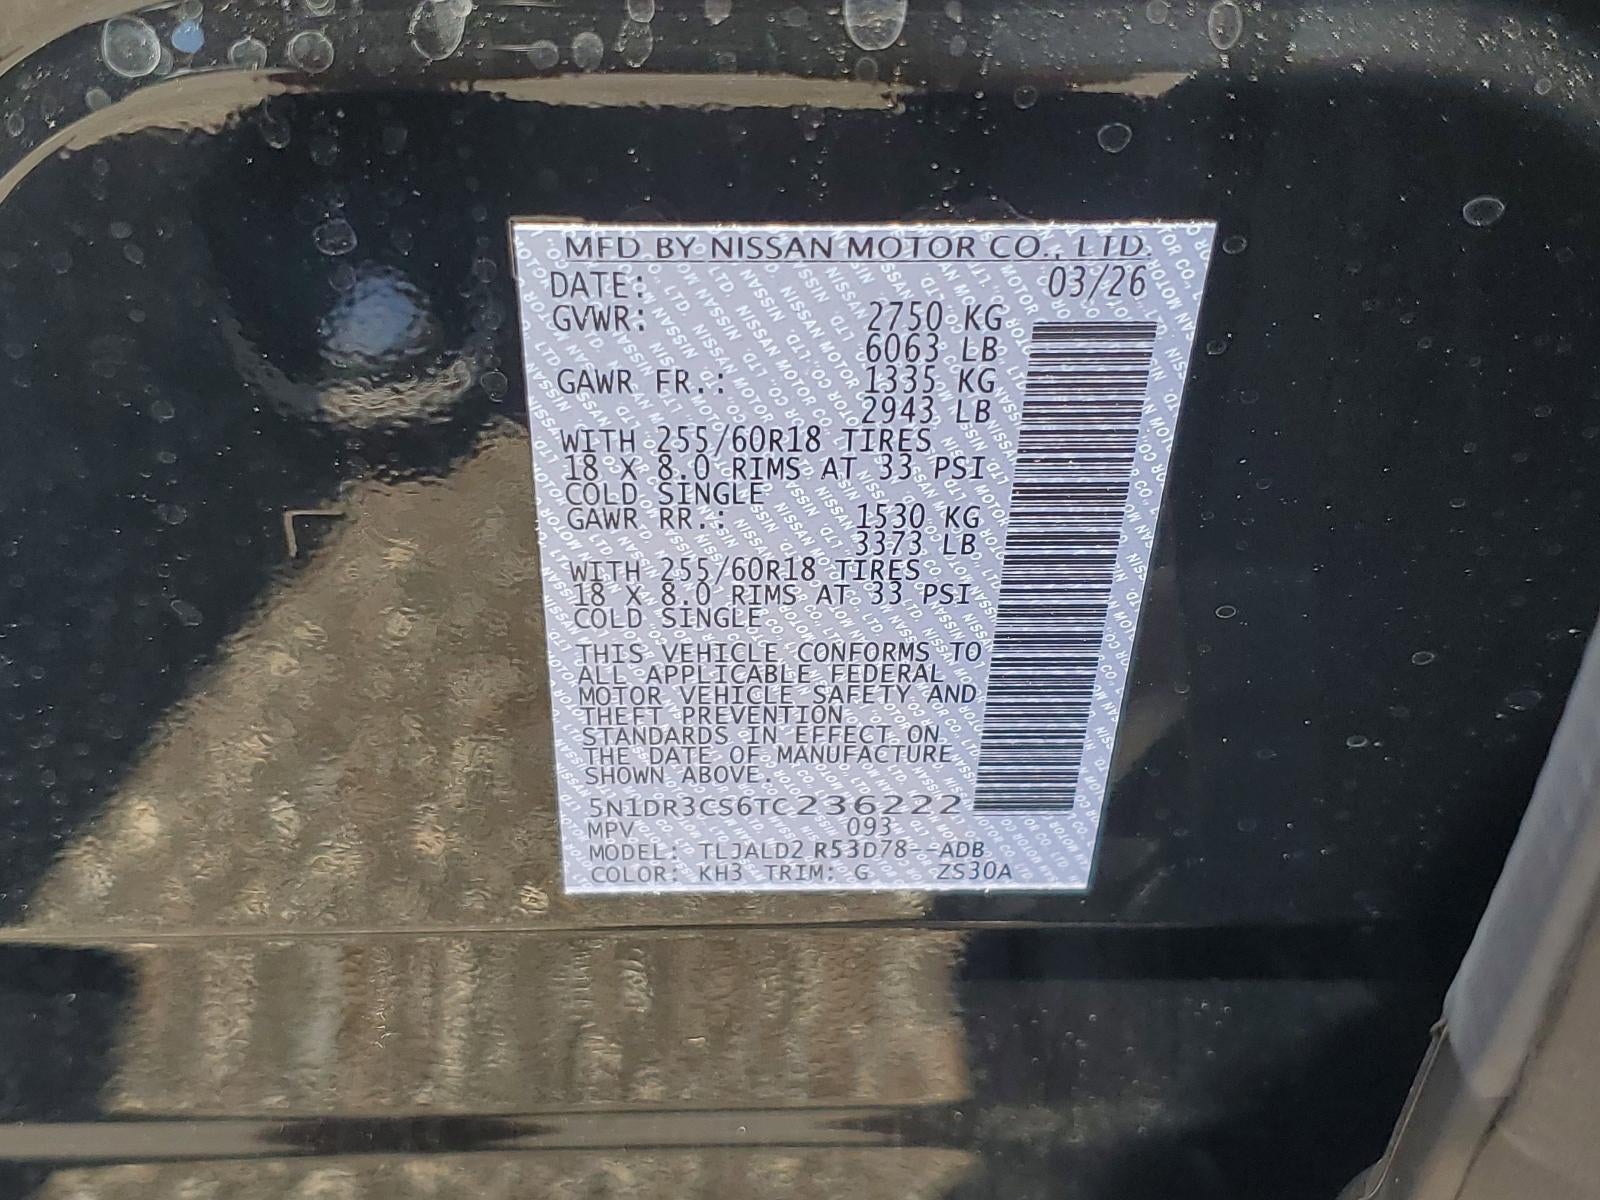 MFD BY NISSAN MOTOR CO., LTD.
DATE: 03/26
GVWR: 2750 KG
6063 LB
GAWR FR.: 1335 KG
2943 LB
WITH 255/60R18 TIRES
18 X 8.0 RIMS AT 33 PSI
COLD SINGLE
GAWR RR.: 1530 KG
3373 LB
WITH 255/60R18 TIRES
18 X 8.0 RIMS AT 33 PSI
COLD SINGLE
THIS VEHICLE CONFORMS TO
ALL APPLICABLE FEDERAL
MOTOR VEHICLE SAFETY AND
THEFT PREVENTION
STANDARDS IN EFFECT ON
THE DATE OF MANUFACTURE
SHOWN ABOVE.
5N1DR3CS6TC236222
MPV 093
MODEL: TLJALD2 R53D78--ADB
COLOR: KH3 TRIM: G ZS30A